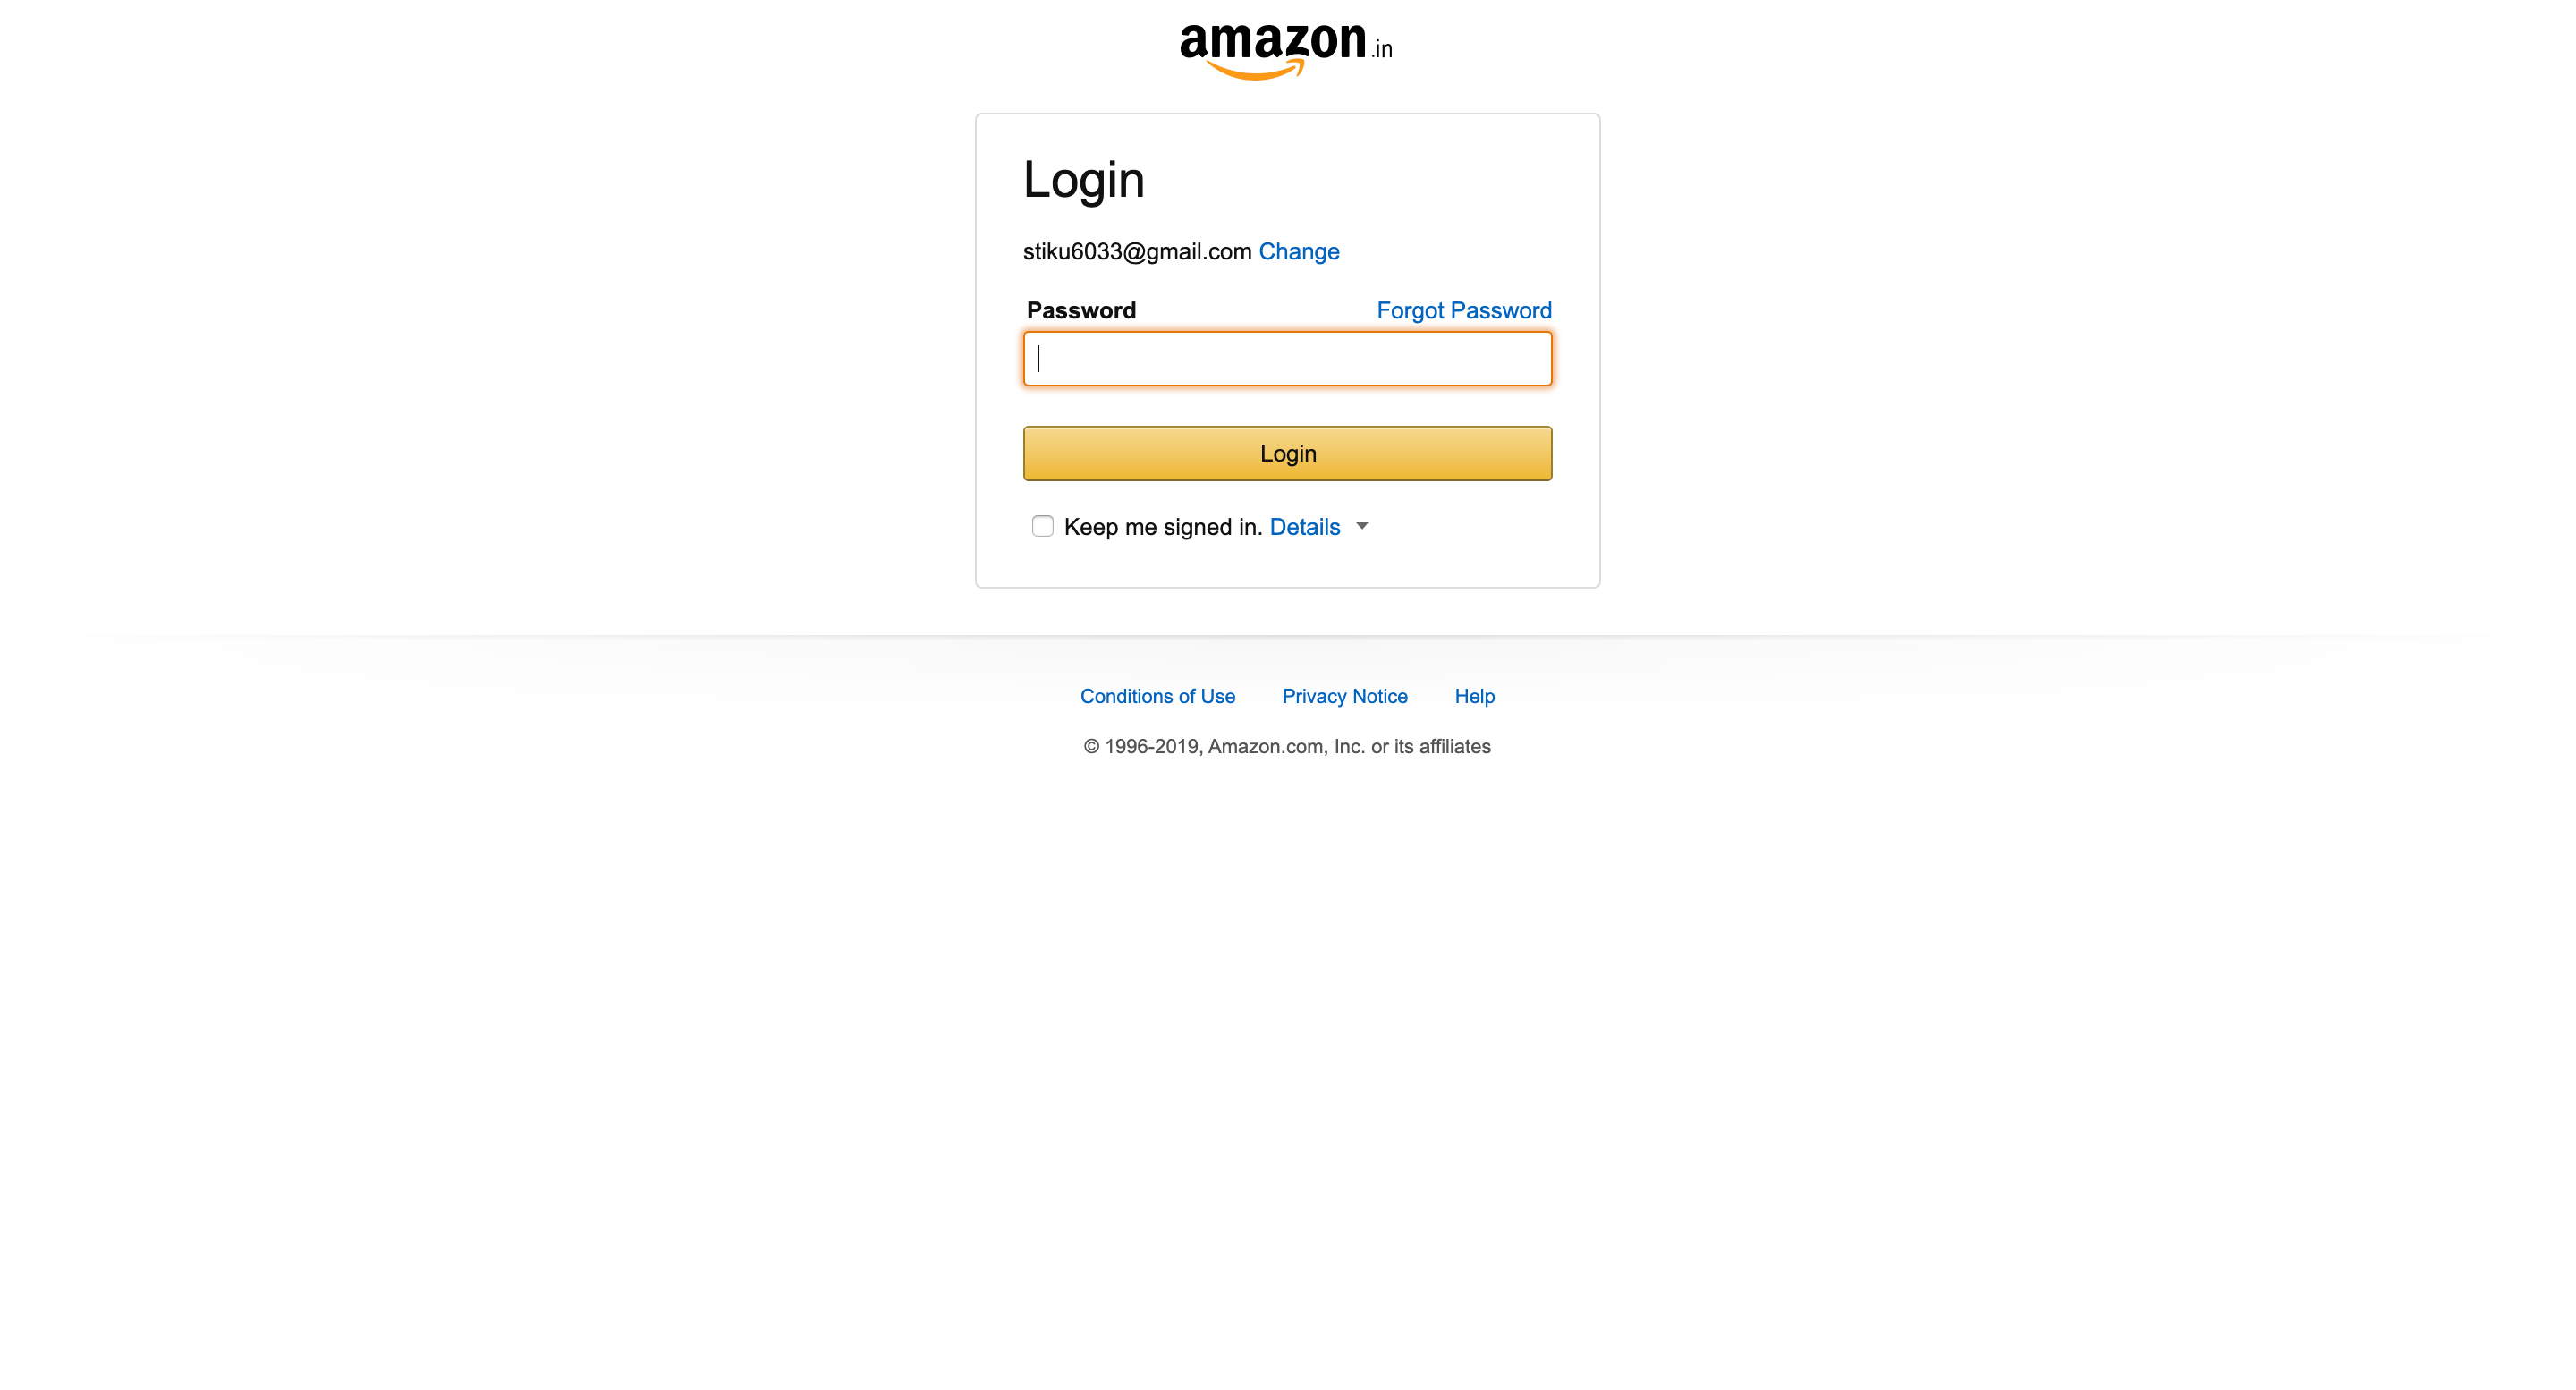 amazon.in
Login
stiku6033@gmail.com Change
Password Forgot Password
Login
Keep me signed in. Details
Conditions of Use Privacy Notice Help
© 1996-2019, Amazon.com, Inc. or its affiliates